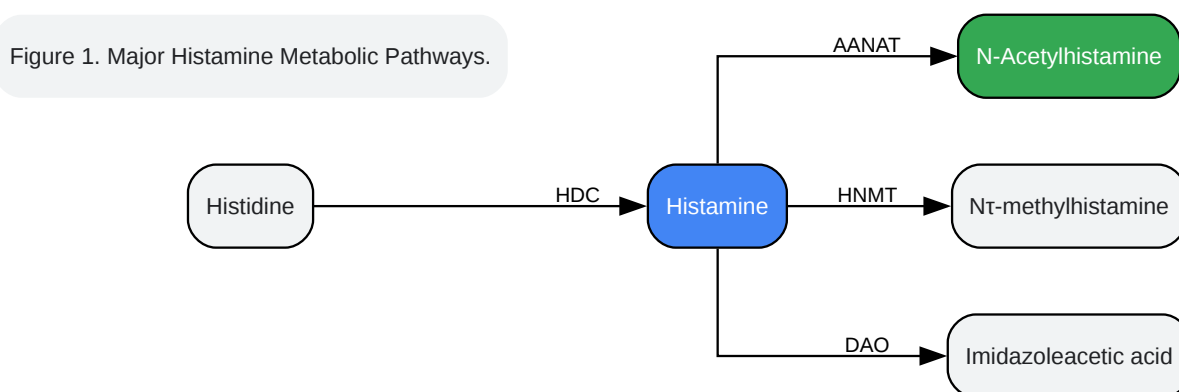 Figure 1. Major Histamine Metabolic Pathways.
AANAT
N-Acetylhistamine
Histidine
HDC
Histamine
HNMT
Nτ-methylhistamine
DAO
Imidazoleacetic acid